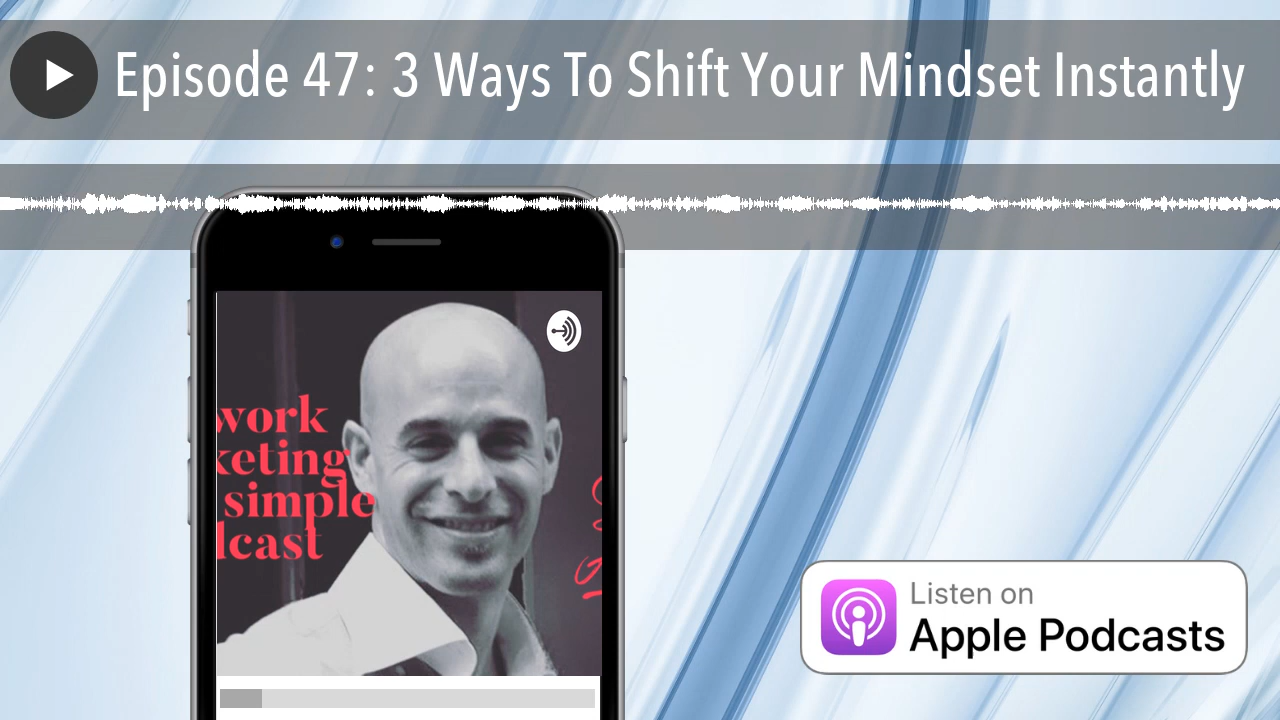 Episode 47: 3 Ways To Shift Your Mindset Instantly
work
keting
simple
dcast
Listen on
Apple Podcasts